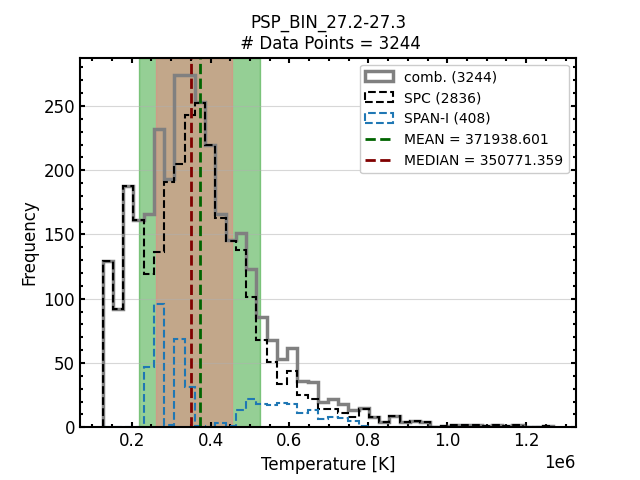 PSP_BIN_27.2-27.3
# Data Points = 3244
comb. (3244)
SPC (2836)
SPAN-I (408)
MEAN = 371938.601
MEDIAN = 350771.359
Frequency
250
200
150
100
50
0
0.2 0.4 0.6 0.8 1.0 1.2
1e6
Temperature [K]